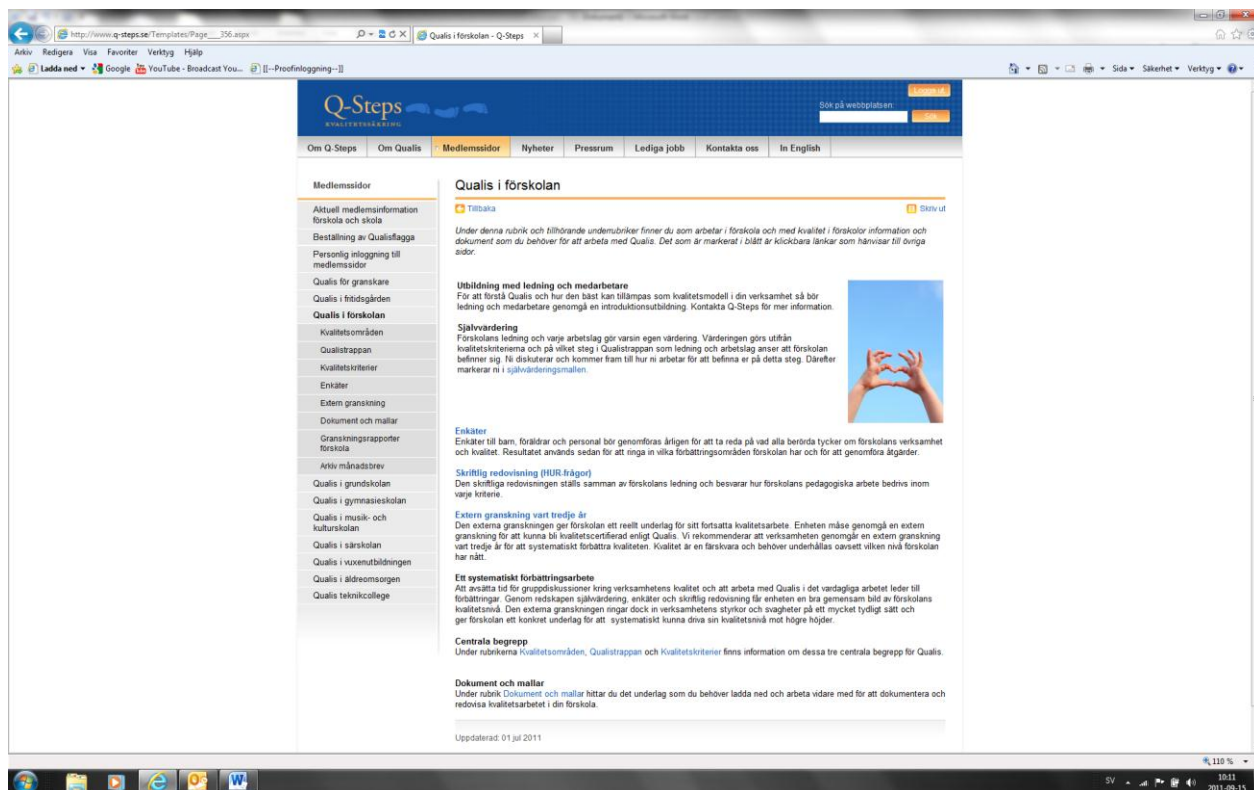 http://www.q-steps.se/Templates/Page____356.aspx
Qualis i förskolan - Q-Steps
Arkiv Redigera Visa Favoriter Verktyg Hjälp
Ladda ned Google YouTube - Broadcast You... [[--Proofinloggning--]]
Sida Säkerhet Verktyg
Logga ut
Q-Steps
KVALITETSSÄKRING
Sök på webbplatsen:
Sök
Om Q-Steps Om Qualis Medlemssidor Nyheter Pressrum Lediga jobb Kontakta oss In English
Medlemssidor
Aktuell medlemsinformation
förskola och skola
Beställning av Qualisflagga
Personlig inloggning till
medlemssidor
Qualis för granskare
Qualis i fritidsgården
Qualis i förskolan
Kvalitetsområden
Qualistrappan
Kvalitetskriterier
Enkäter
Extern granskning
Dokument och mallar
Granskningsrapporter
förskola
Arkiv månadsbrev
Qualis i grundskolan
Qualis i gymnasieskolan
Qualis i musik- och
kulturskolan
Qualis i särskolan
Qualis i vuxenutbildningen
Qualis i äldreomsorgen
Qualis teknikcollege
Qualis i förskolan
Tillbaka
Skriv ut
Under denna rubrik och tillhörande underrubriker finner du som arbetar i förskola och med kvalitet i förskolor information och
dokument som du behöver för att arbeta med Qualis. Det som är markerat i blått är klickbara länkar som hänvisar till övriga
sidor.
Utbildning med ledning och medarbetare
För att förstå Qualis och hur den bäst kan tillämpas som kvalitetsmodell i din verksamhet så bör
ledning och medarbetare genomgå en introduktionsutbildning. Kontakta Q-Steps för mer information.
Självvärdering
Förskolans ledning och varje arbetslag gör varsin egen värdering. Värderingen görs utifrån
kvalitetskriterierna och på vilket steg i Qualistrappan som ledning och arbetslag anser att förskolan
befinner sig. Ni diskuterar och kommer fram till hur ni arbetar för att befinna er på detta steg. Därefter
markerar ni i självvärderingsmallen.
Enkäter
Enkäter till barn, föräldrar och personal bör genomföras årligen för att ta reda på vad alla berörda tycker om förskolans verksamhet
och kvalitet. Resultatet används sedan för att ringa in vilka förbättringsområden förskolan har och för att genomföra åtgärder.
Skriftlig redovisning (HUR-frågor)
Den skriftliga redovisningen ställs samman av förskolans ledning och besvarar hur förskolans pedagogiska arbete bedrivs inom
varje kriterie.
Extern granskning vart tredje år
Den externa granskningen ger förskolan ett reellt underlag för sitt fortsatta kvalitetsarbete. Enheten måse genomgå en extern
granskning för att kunna bli kvalitetscertifierad enligt Qualis. Vi rekommenderar att verksamheten genomgår en extern granskning
vart tredje år för att systematiskt förbättra kvaliteten. Kvalitet är en färskvara och behöver underhållas oavsett vilken nivå förskolan
har nått.
Ett systematiskt förbättringsarbete
Att avsätta tid för gruppdiskussioner kring verksamhetens kvalitet och att arbeta med Qualis i det vardagliga arbetet leder till
förbättringar. Genom redskapen självvärdering, enkäter och skriftlig redovisning får enheten en bra gemensam bild av förskolans
kvalitetsnivå. Den externa granskningen ringar dock in verksamhetens styrkor och svagheter på ett mycket tydligt sätt och
ger förskolan ett konkret underlag för att systematiskt kunna driva sin kvalitetsnivå mot högre höjder.
Centrala begrepp
Under rubrikerna Kvalitetsområden, Qualistrappan och Kvalitetskriterier finns information om dessa tre centrala begrepp för Qualis.
Dokument och mallar
Under rubrik Dokument och mallar hittar du det underlag som du behöver ladda ned och arbeta vidare med för att dokumentera och
redovisa kvalitetsarbetet i din förskola.
Uppdaterad: 01 jul 2011
110 %
SV
10:11
2011-09-15